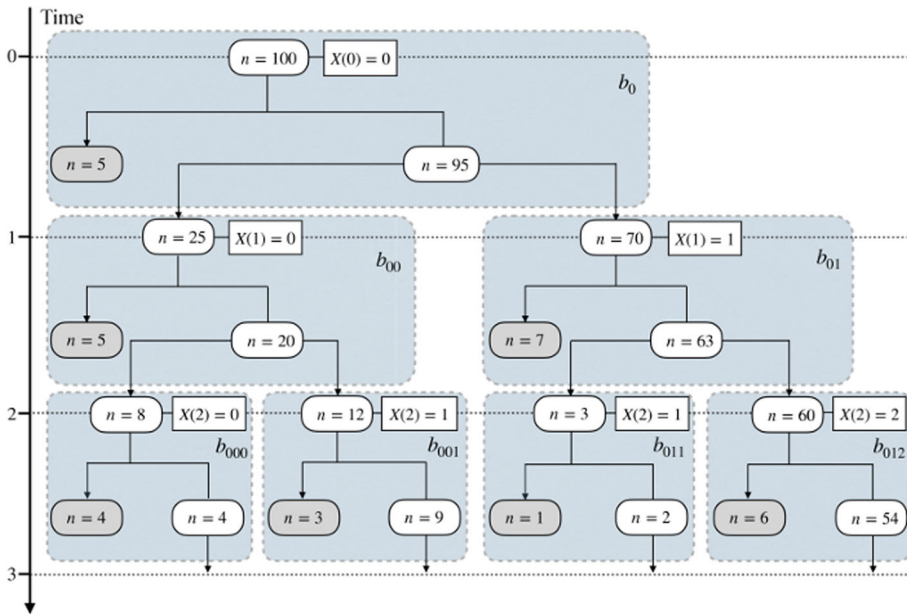 Time
0
n = 100
X(0) = 0
b₀
n = 5
n = 95
1
n = 25
X(1) = 0
b₀₀
n = 70
X(1) = 1
b₀₁
n = 5
n = 20
n = 7
n = 63
2
n = 8
X(2) = 0
b₀₀₀
n = 12
X(2) = 1
b₀₀₁
n = 3
X(2) = 1
b₀₁₁
n = 60
X(2) = 2
b₀₁₂
n = 4
n = 4
n = 3
n = 9
n = 1
n = 2
n = 6
n = 54
3